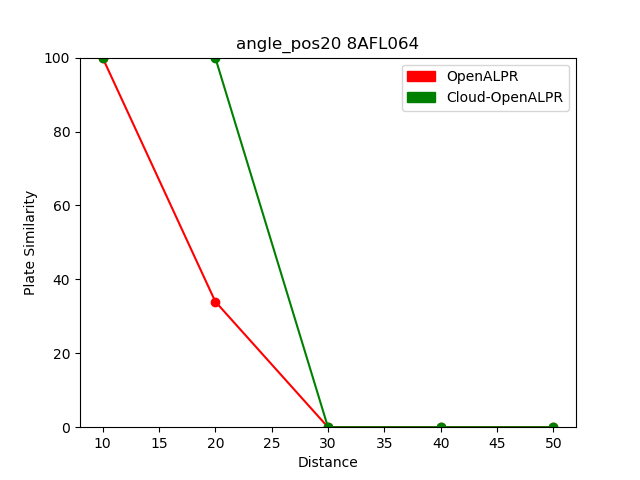 angle_pos20 8AFL064
OpenALPR
Cloud-OpenALPR
Plate Similarity
100
80
60
40
20
0
10 15 20 25 30 35 40 45 50
Distance